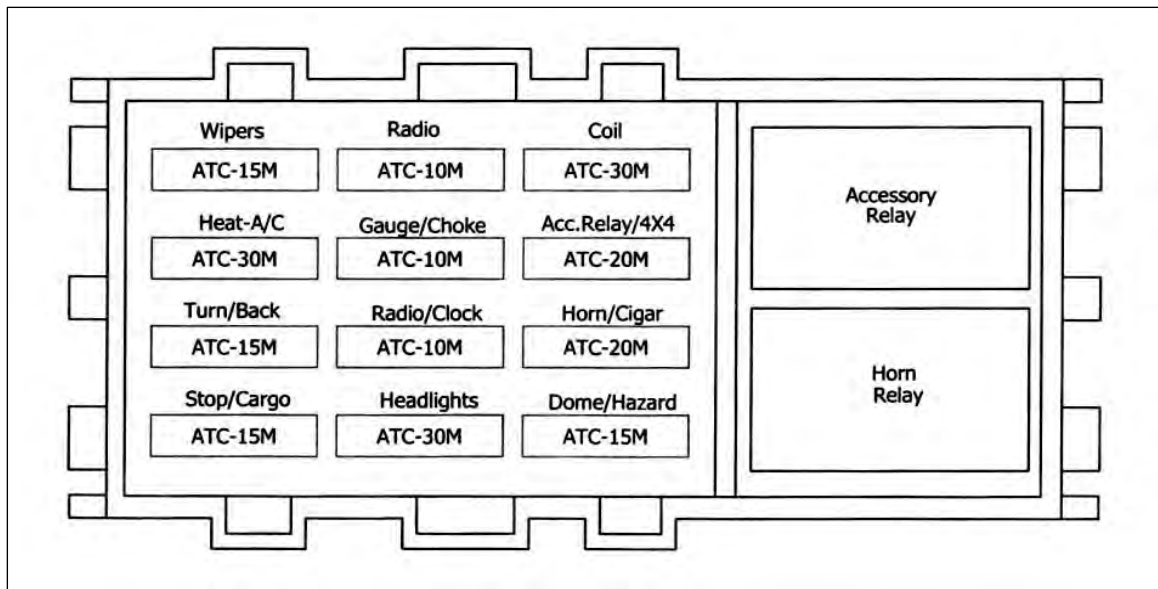 Wipers Radio Coil
ATC-15M ATC-10M ATC-30M
Heat-A/C Gauge/Choke Acc.Relay/4X4
ATC-30M ATC-10M ATC-20M
Turn/Back Radio/Clock Horn/Cigar
ATC-15M ATC-10M ATC-20M
Stop/Cargo Headlights Dome/Hazard
ATC-15M ATC-30M ATC-15M
Accessory
Relay
Horn
Relay